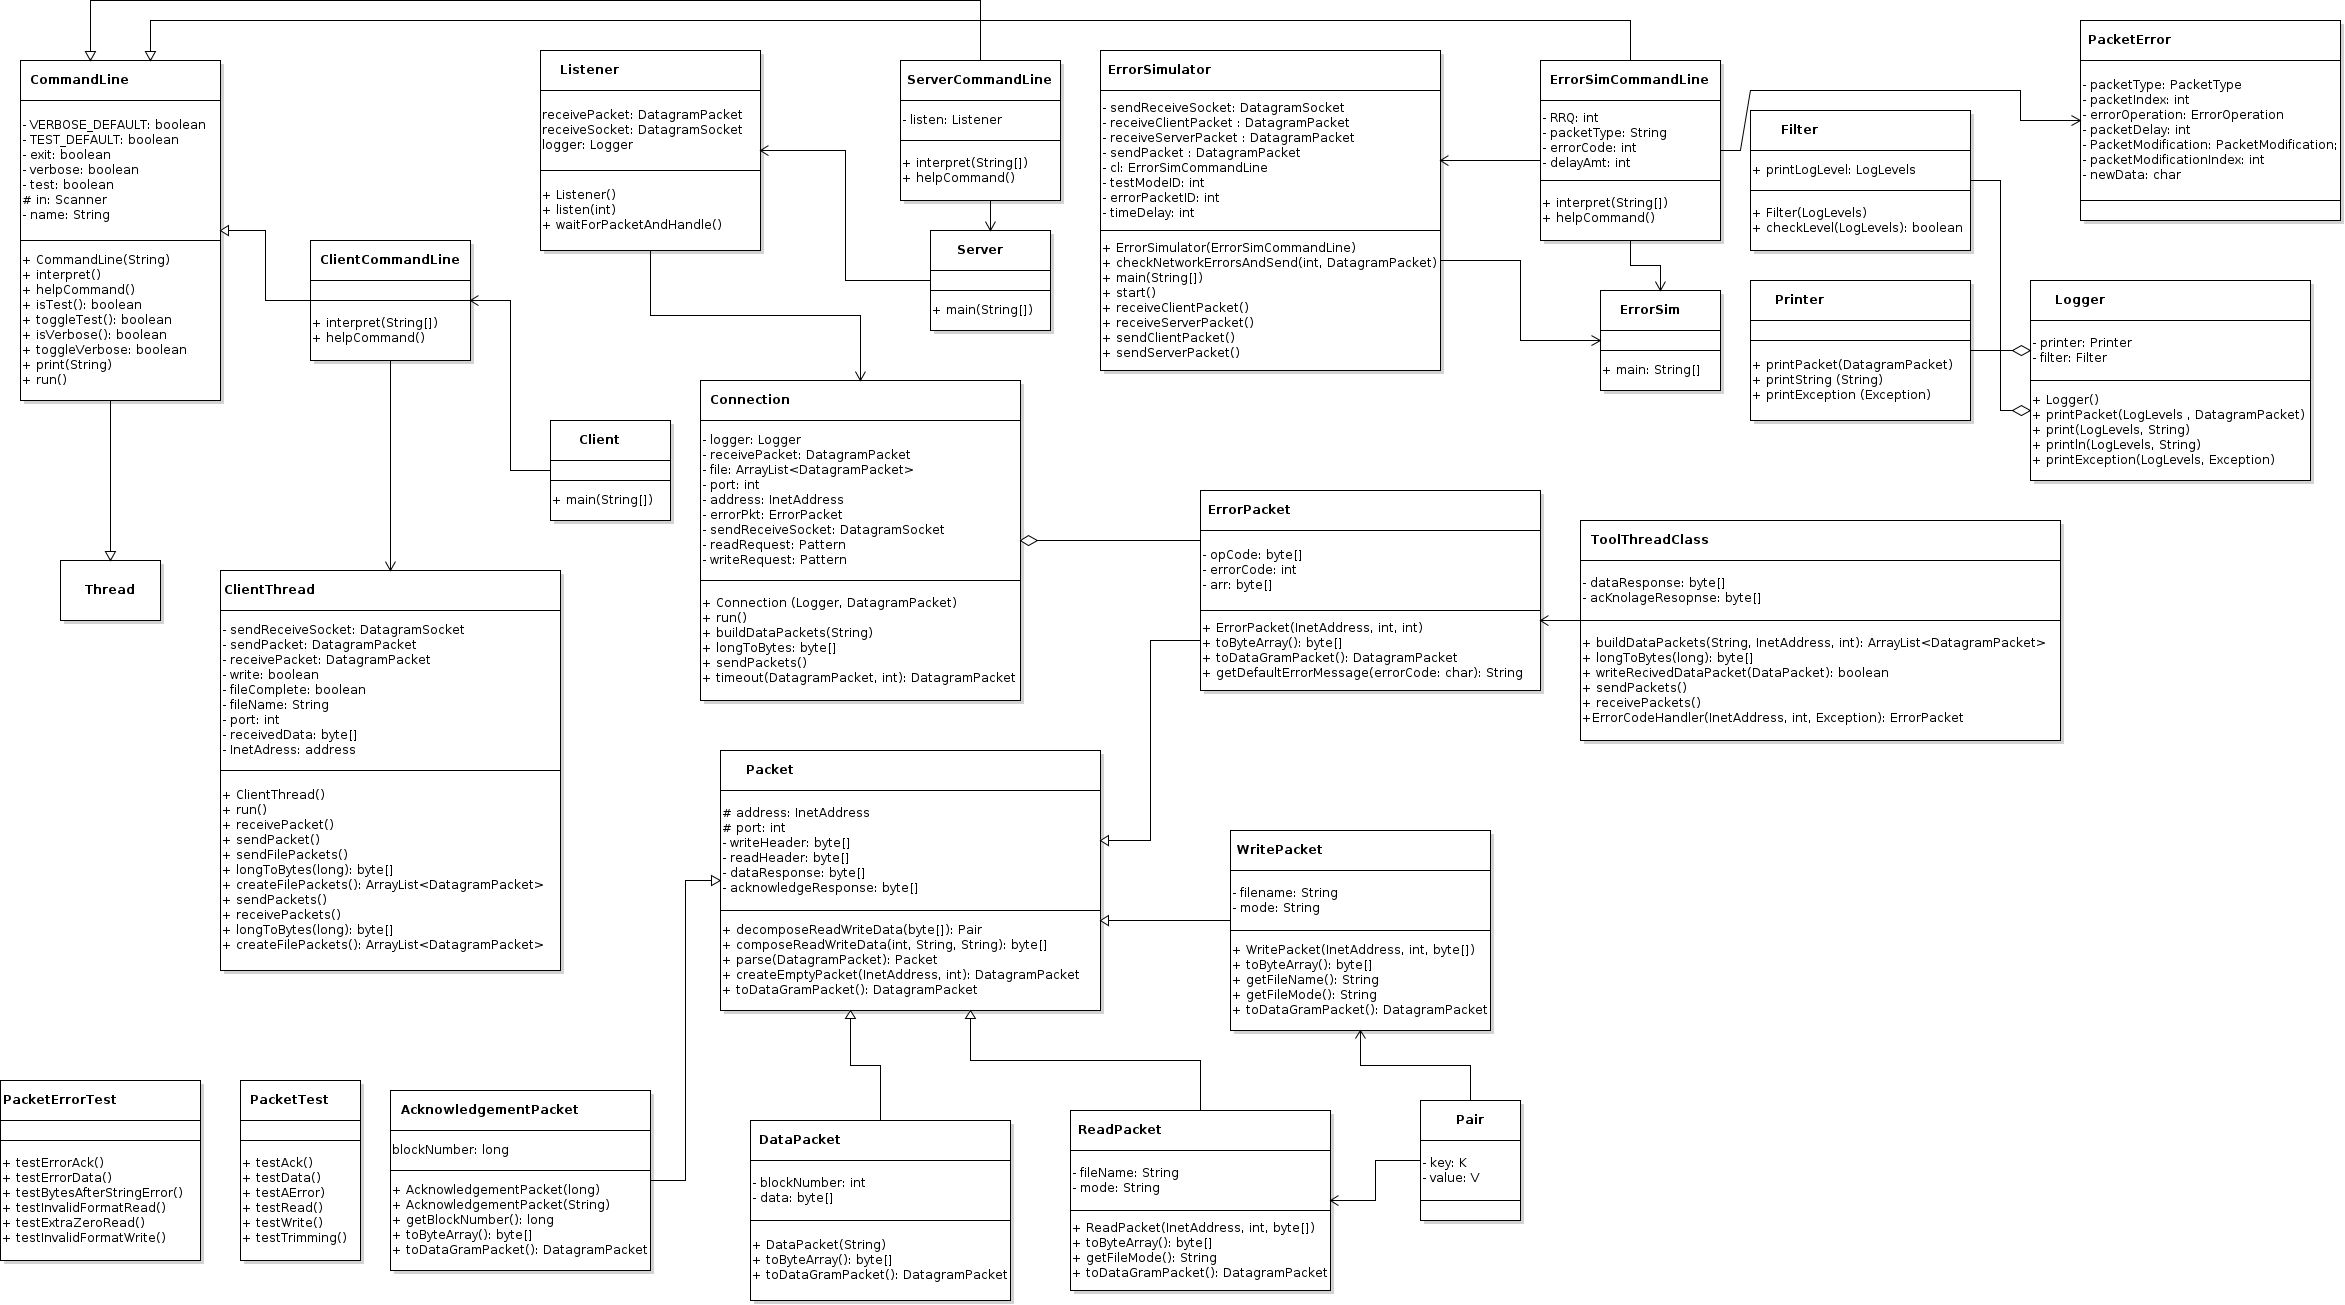 CommandLine
- VERBOSE_DEFAULT: boolean
- TEST_DEFAULT: boolean
- exit: boolean
- verbose: boolean
- test: boolean
# in: Scanner
- name: String
+ CommandLine(String)
+ interpret()
+ helpCommand()
+ isTest(): boolean
+ toggleTest(): boolean
+ isVerbose(): boolean
+ toggleVerbose: boolean
+ print(String)
+ run()
ClientCommandLine
+ interpret(String[])
+ helpCommand()
Listener
receivePacket: DatagramPacket
receiveSocket: DatagramSocket
logger: Logger
+ Listener()
+ listen(int)
+ waitForPacketAndHandle()
ServerCommandLine
- listen: Listener
+ interpret(String[])
+ helpCommand()
Server
+ main(String[])
ErrorSimulator
- sendReceiveSocket: DatagramSocket
- receiveClientPacket : DatagramPacket
- receiveServerPacket : DatagramPacket
- sendPacket : DatagramPacket
- cl: ErrorSimCommandLine
- testModeID: int
- errorPacketID: int
- timeDelay: int
+ ErrorSimulator(ErrorSimCommandLine)
+ checkNetworkErrorsAndSend(int, DatagramPacket)
+ main(String[])
+ start()
+ receiveClientPacket()
+ receiveServerPacket()
+ sendClientPacket()
+ sendServerPacket()
ErrorSimCommandLine
- RRQ: int
- packetType: String
- errorCode: int
- delayAmt: int
+ interpret(String[])
+ helpCommand()
ErrorSim
+ main: String[]
Filter
+ printLogLevel: LogLevels
+ Filter(LogLevels)
+ checkLevel(LogLevels): boolean
PacketError
- packetType: PacketType
- packetIndex: int
- errorOperation: ErrorOperation
- packetDelay: int
- PacketModification: PacketModification;
- packetModificationIndex: int
- newData: char
Printer
+ printPacket(DatagramPacket)
+ printString (String)
+ printException (Exception)
Logger
- printer: Printer
- filter: Filter
+ Logger()
+ printPacket(LogLevels , DatagramPacket)
+ print(LogLevels, String)
+ println(LogLevels, String)
+ printException(LogLevels, Exception)
Client
+ main(String[])
Connection
- logger: Logger
- receivePacket: DatagramPacket
- file: ArrayList<DatagramPacket>
- port: int
- address: InetAddress
- errorPkt: ErrorPacket
- sendReceiveSocket: DatagramSocket
- readRequest: Pattern
- writeRequest: Pattern
+ Connection (Logger, DatagramPacket)
+ run()
+ buildDataPackets(String)
+ longToBytes: byte[]
+ sendPackets()
+ timeout(DatagramPacket, int): DatagramPacket
ErrorPacket
- opCode: byte[]
- errorCode: int
- arr: byte[]
+ ErrorPacket(InetAddress, int, int)
+ toByteArray(): byte[]
+ toDataGramPacket(): DatagramPacket
+ getDefaultErrorMessage(errorCode: char): String
ToolThreadClass
- dataResponse: byte[]
- acKnolageResopnse: byte[]
+ buildDataPackets(String, InetAddress, int): ArrayList<DatagramPacket>
+ longToBytes(long): byte[]
+ writeRecivedDataPacket(DataPacket): boolean
+ sendPackets()
+ receivePackets()
+ErrorCodeHandler(InetAddress, int, Exception): ErrorPacket
Thread
ClientThread
- sendReceiveSocket: DatagramSocket
- sendPacket: DatagramPacket
- receivePacket: DatagramPacket
- write: boolean
- fileComplete: boolean
- fileName: String
- port: int
- receivedData: byte[]
- InetAdress: address
+ ClientThread()
+ run()
+ receivePacket()
+ sendPacket()
+ sendFilePackets()
+ longToBytes(long): byte[]
+ createFilePackets(): ArrayList<DatagramPacket>
+ sendPackets()
+ receivePackets()
+ longToBytes(long): byte[]
+ createFilePackets(): ArrayList<DatagramPacket>
Packet
# address: InetAddress
# port: int
- writeHeader: byte[]
- readHeader: byte[]
- dataResponse: byte[]
- acknowledgeResponse: byte[]
+ decomposeReadWriteData(byte[]): Pair
+ composeReadWriteData(int, String, String): byte[]
+ parse(DatagramPacket): Packet
+ createEmptyPacket(InetAddress, int): DatagramPacket
+ toDataGramPacket(): DatagramPacket
WritePacket
- filename: String
- mode: String
+ WritePacket(InetAddress, int, byte[])
+ toByteArray(): byte[]
+ getFileName(): String
+ getFileMode(): String
+ toDataGramPacket(): DatagramPacket
PacketErrorTest
+ testErrorAck()
+ testErrorData()
+ testBytesAfterStringError()
+ testInvalidFormatRead()
+ testExtraZeroRead()
+ testInvalidFormatWrite()
PacketTest
+ testAck()
+ testData()
+ testAError)
+ testRead()
+ testWrite()
+ testTrimming()
AcknowledgementPacket
blockNumber: long
+ AcknowledgementPacket(long)
+ AcknowledgementPacket(String)
+ getBlockNumber(): long
+ toByteArray(): byte[]
+ toDataGramPacket(): DatagramPacket
DataPacket
- blockNumber: int
- data: byte[]
+ DataPacket(String)
+ toByteArray(): byte[]
+ toDataGramPacket(): DatagramPacket
ReadPacket
- fileName: String
- mode: String
+ ReadPacket(InetAddress, int, byte[])
+ toByteArray(): byte[]
+ getFileMode(): String
+ toDataGramPacket(): DatagramPacket
Pair
- key: K
- value: V